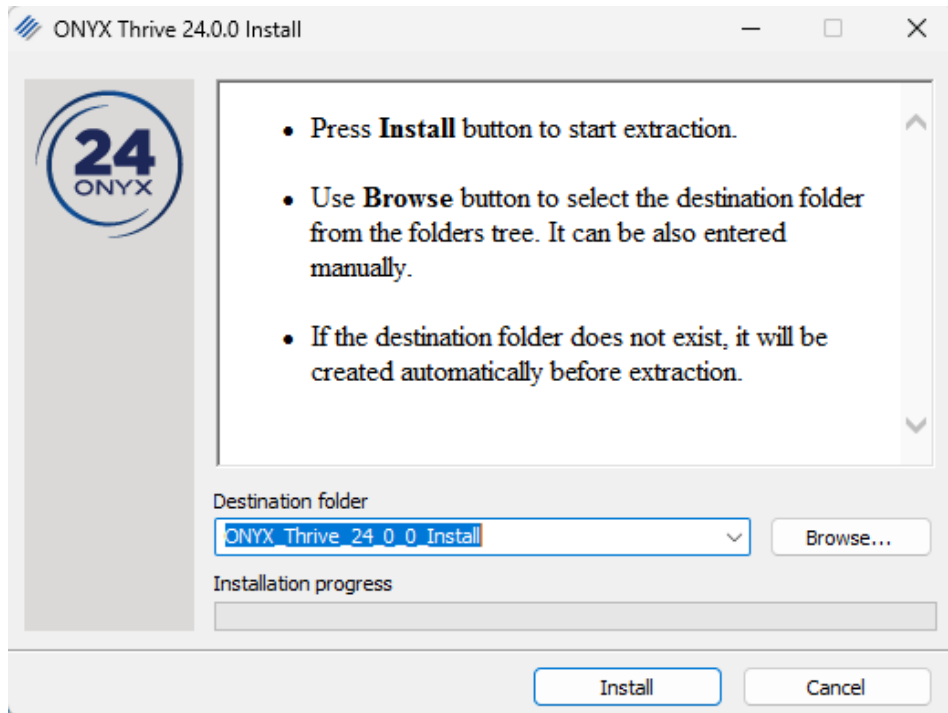 ONYX Thrive 24.0.0 Install
24
ONYX
• Press Install button to start extraction.
• Use Browse button to select the destination folder
from the folders tree. It can be also entered
manually.
• If the destination folder does not exist, it will be
created automatically before extraction.
Destination folder
ONYX_Thrive_24_0_0_Install
Browse...
Installation progress
Install
Cancel